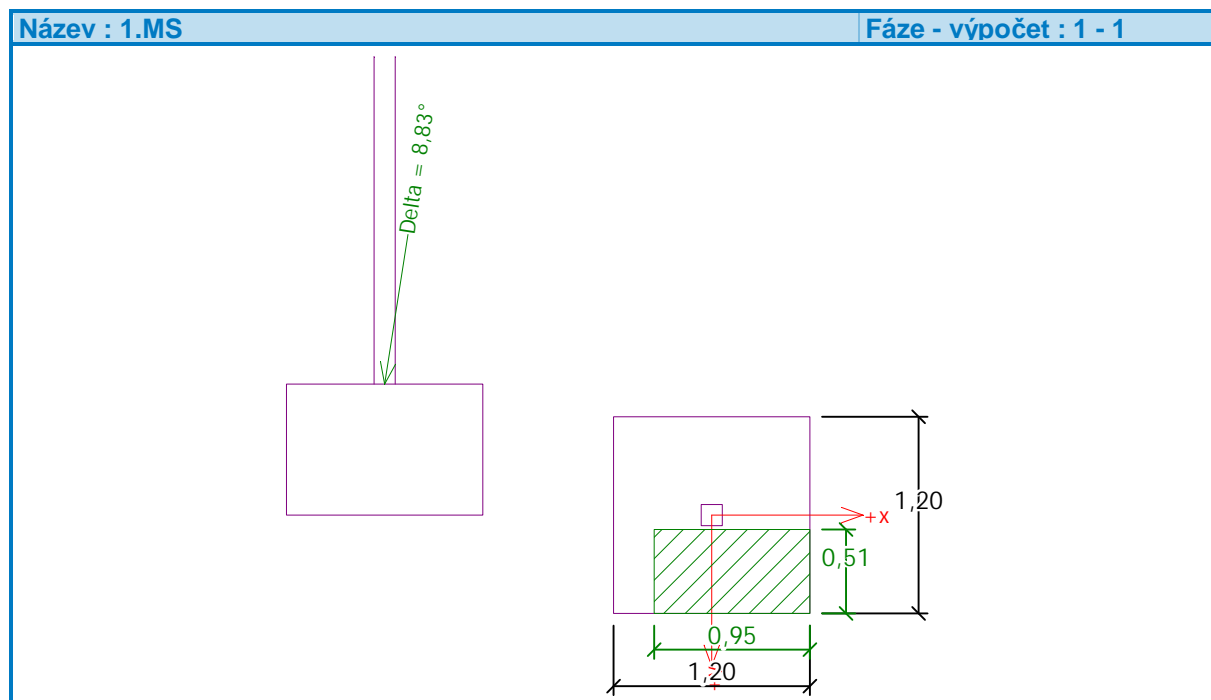 Název : 1.MS
Fáze - výpočet : 1 - 1
Delta = 8,83°
1,20
+x
0,51
0,95
1,20